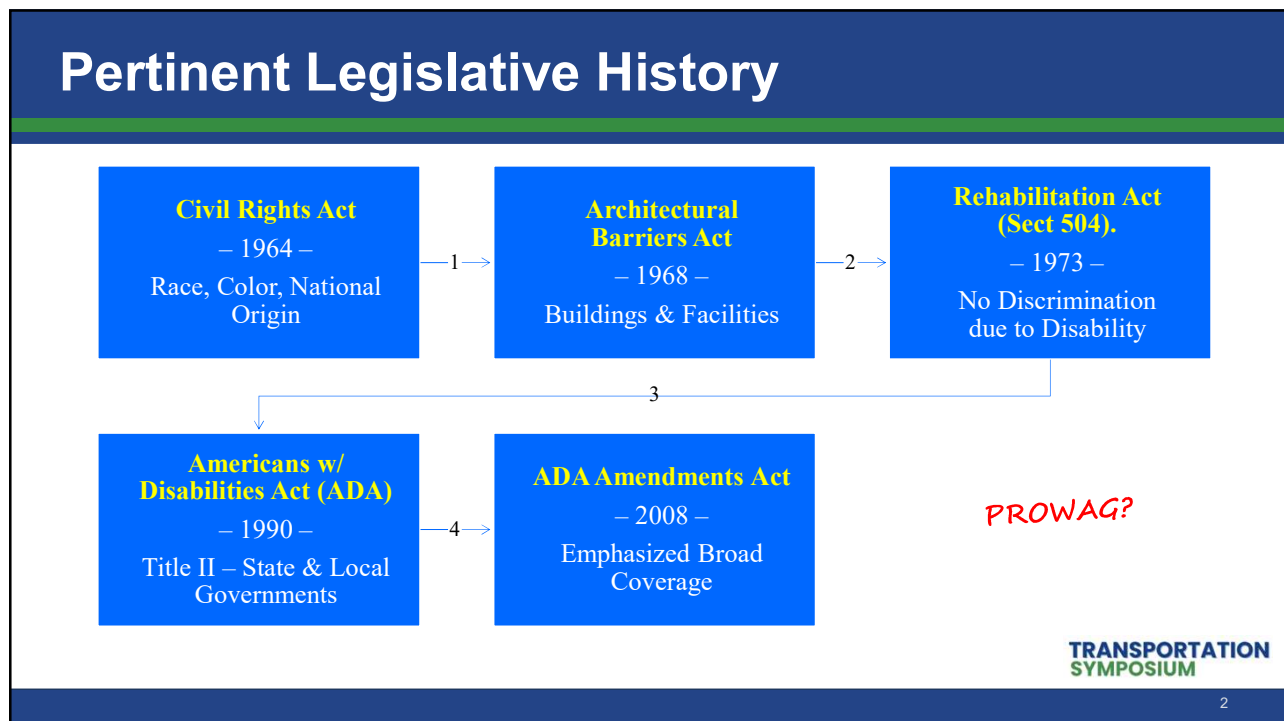 Pertinent Legislative History
Civil Rights Act
– 1964 –
Race, Color, National
Origin
1
Architectural
Barriers Act
– 1968 –
Buildings & Facilities
2
Rehabilitation Act
(Sect 504).
– 1973 –
No Discrimination
due to Disability
3
Americans w/
Disabilities Act (ADA)
– 1990 –
Title II – State & Local
Governments
4
ADA Amendments Act
– 2008 –
Emphasized Broad
Coverage
PROWAG?
TRANSPORTATION
SYMPOSIUM
2